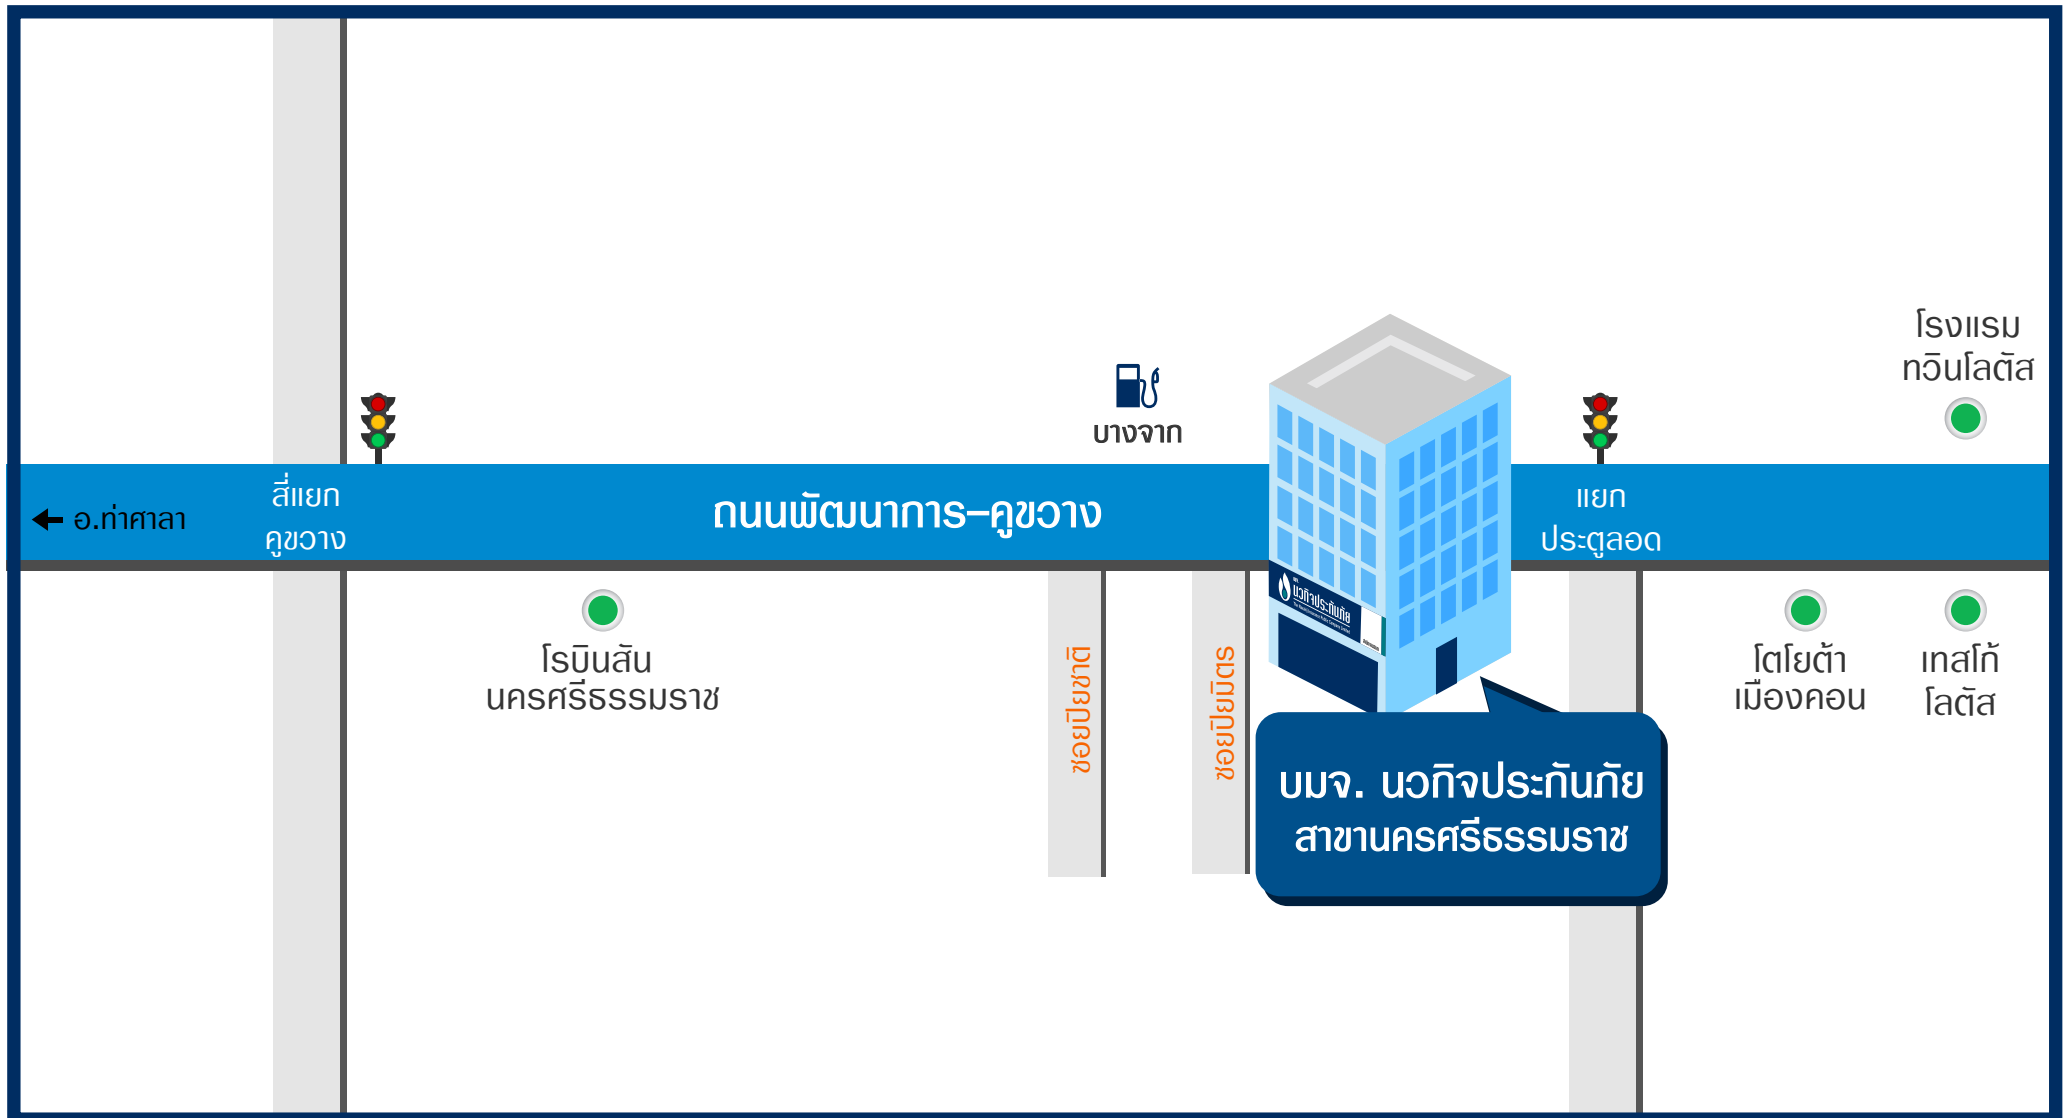 โรงแรม
ทวินโลตัส
บางจาก
อ.ท่าศาลา
สี่แยก
คูขวาง
ถนนพัฒนาการ-คูขวาง
แยก
ประตูลอด
โรบินสัน
นครศรีธรรมราช
ซอยปิยชาติ
ซอยปิยมิตร
นวกิจประกันภัย
โตโยต้า
เมืองคอน
เทสโก้
โลตัส
บมจ. นวกิจประกันภัย
สาขานครศรีธรรมราช